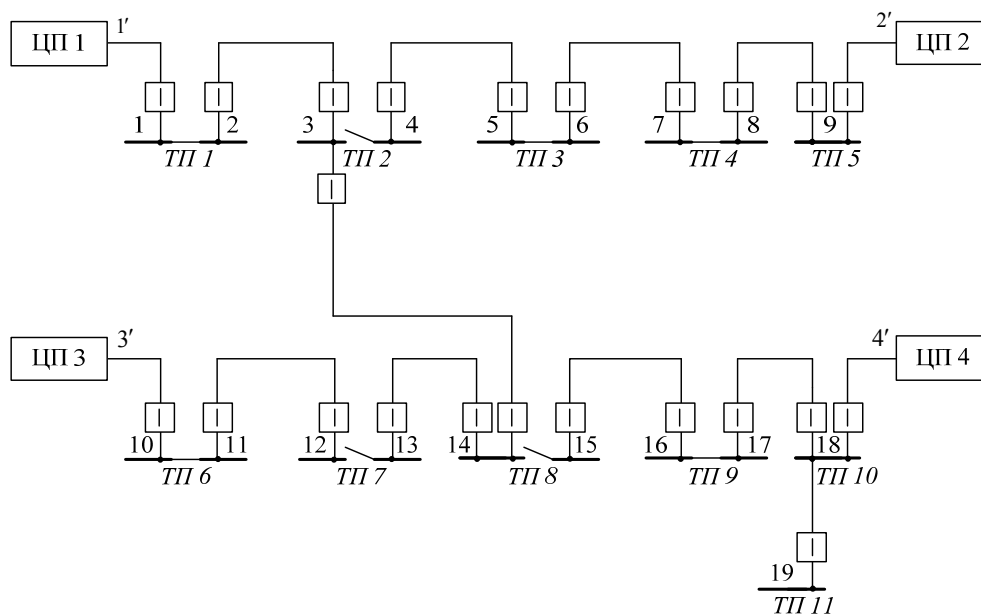 ЦП 1
1′
2′
ЦП 2
1 2 3 4 5 6 7 8 9
ТП 1 ТП 2 ТП 3 ТП 4 ТП 5
ЦП 3
3′
4′
ЦП 4
10 11 12 13 14 15 16 17 18
ТП 6 ТП 7 ТП 8 ТП 9 ТП 10
19
ТП 11